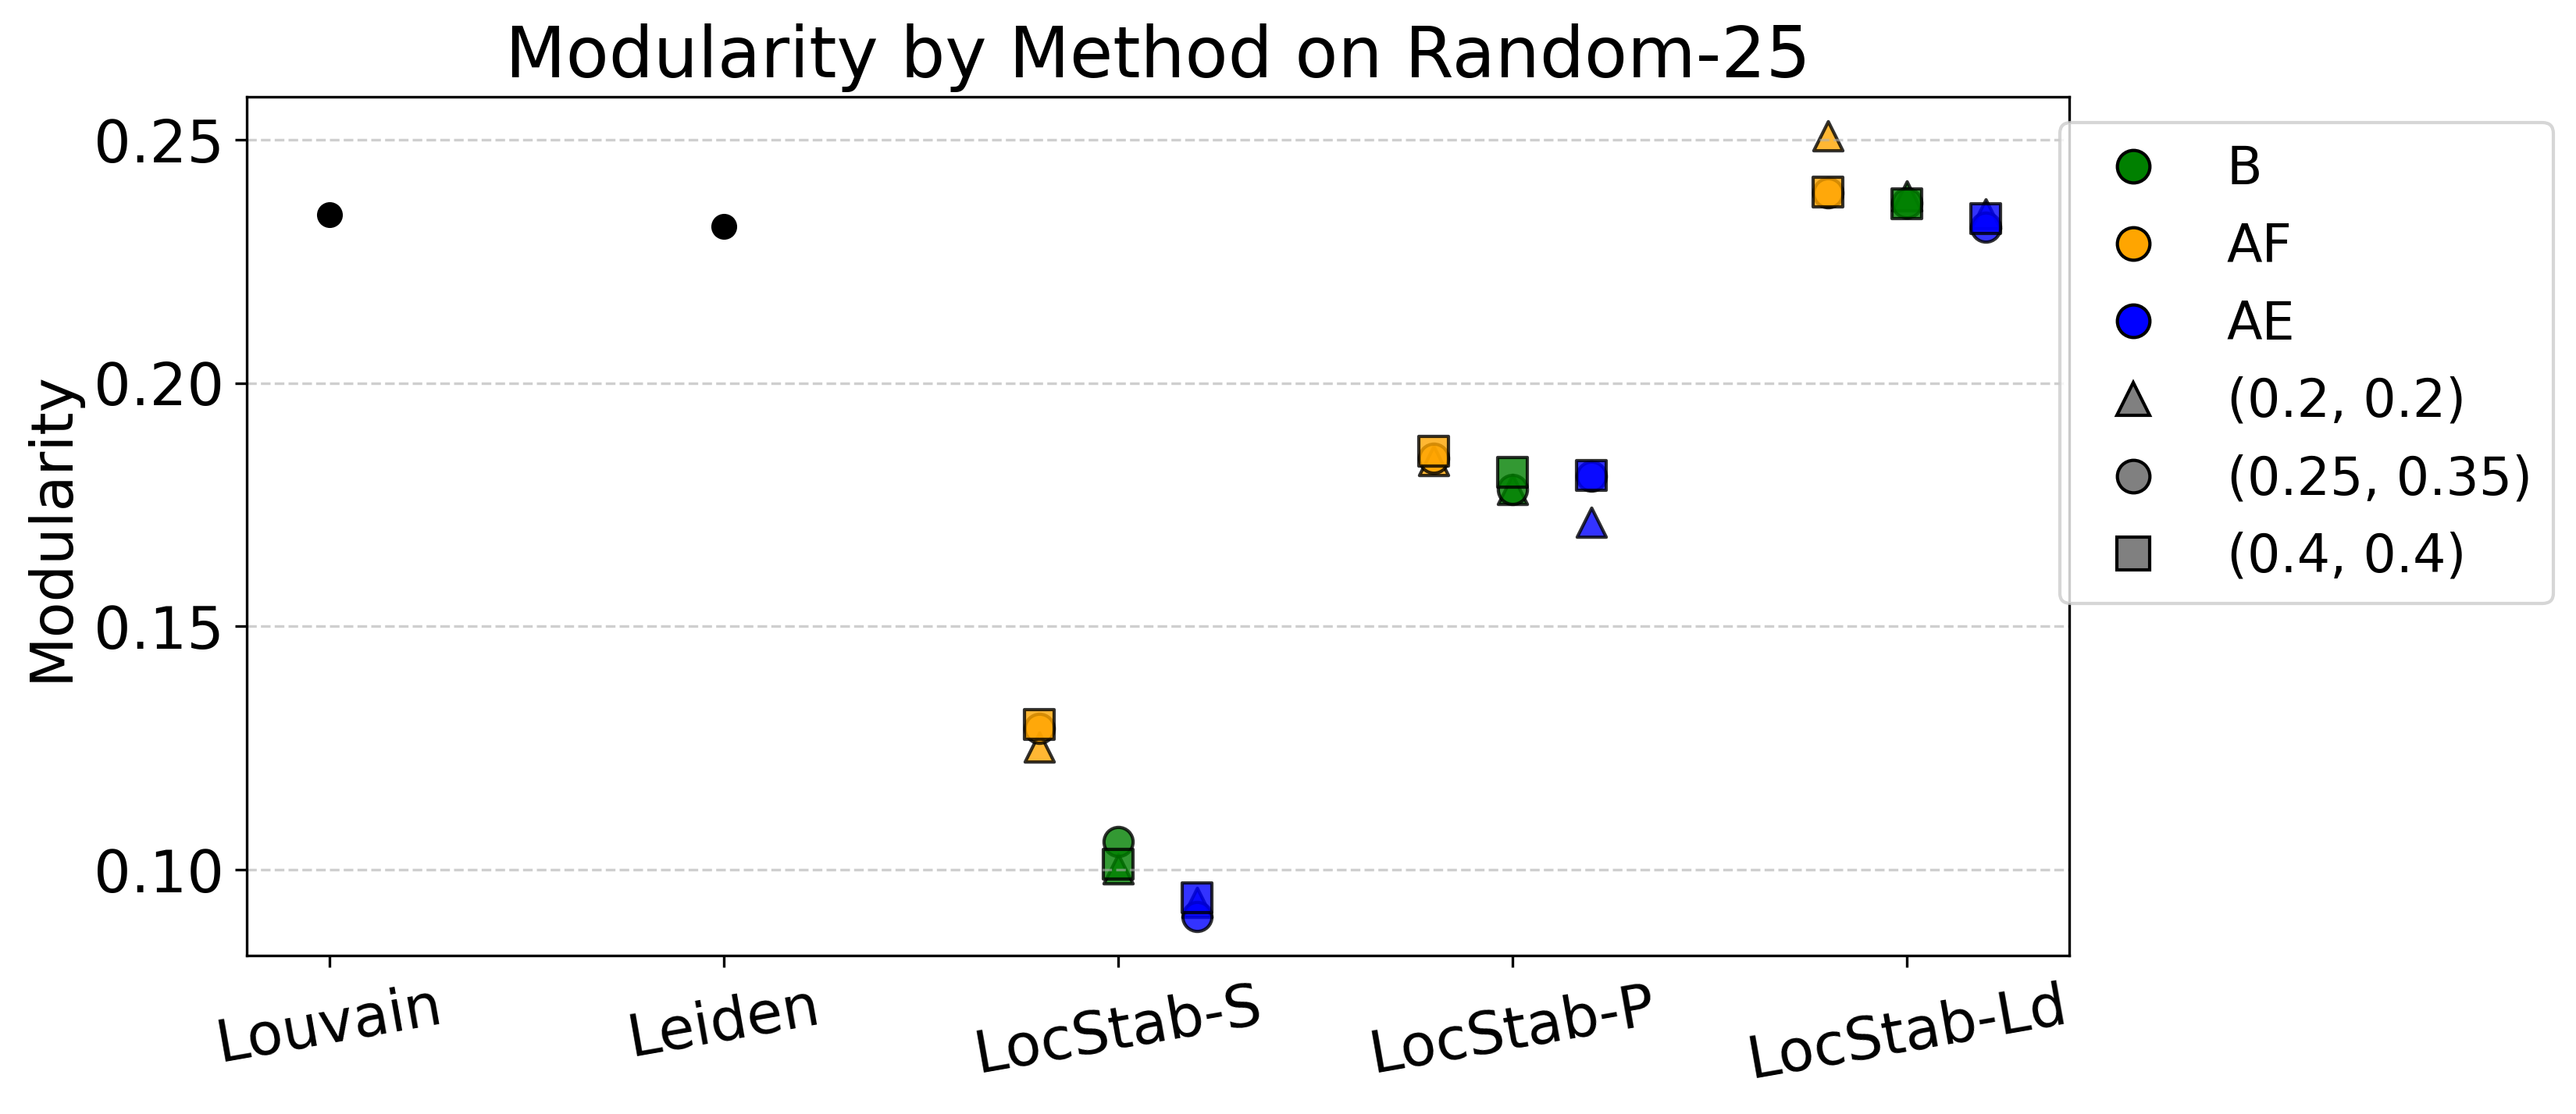 Modularity by Method on Random-25
Modularity
0.25
0.20
0.15
0.10
Louvain
Leiden
LocStab-S
LocStab-P
LocStab-Ld
B
AF
AE
(0.2, 0.2)
(0.25, 0.35)
(0.4, 0.4)